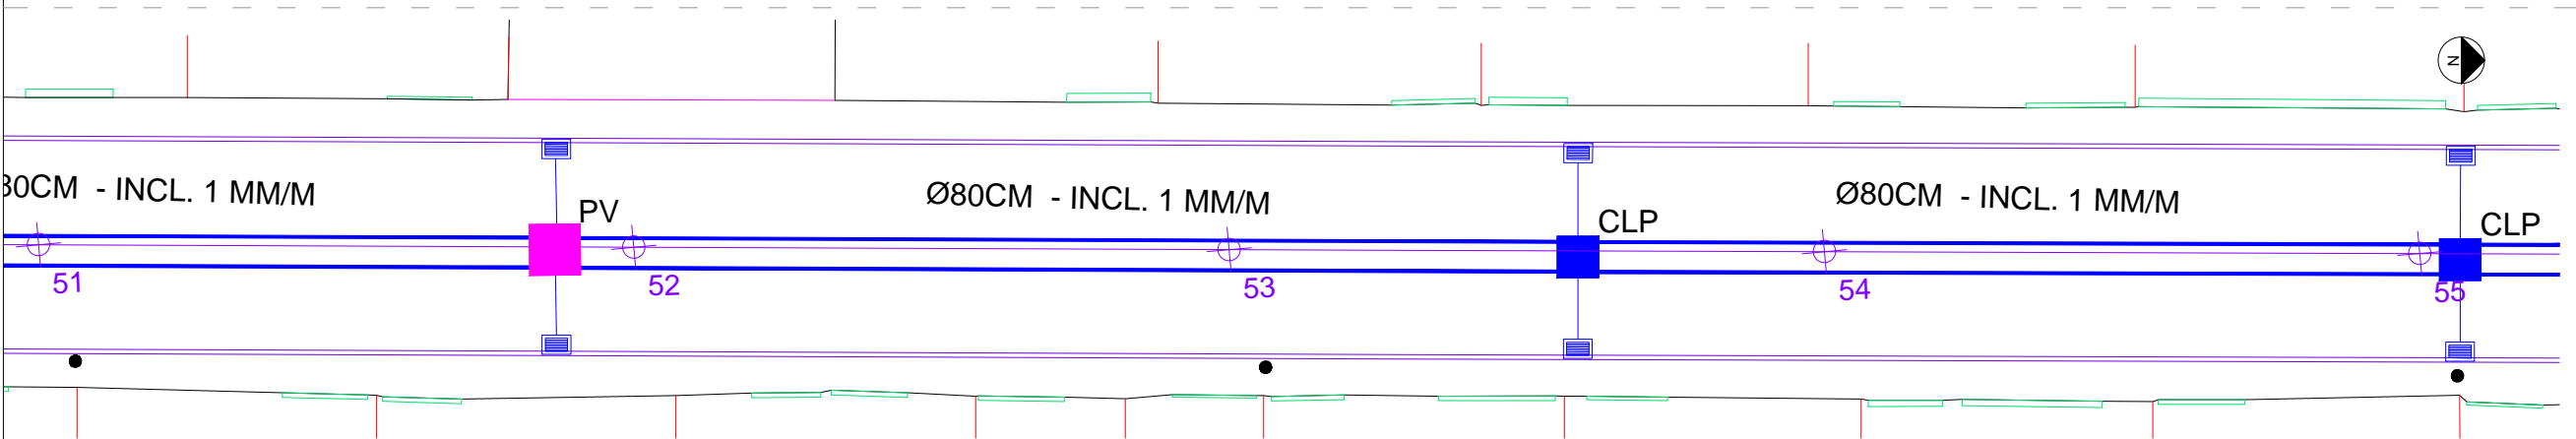 N
30CM - INCL. 1 MM/M
Ø80CM - INCL. 1 MM/M
Ø80CM - INCL. 1 MM/M
PV
CLP
CLP
51
52
53
54
55